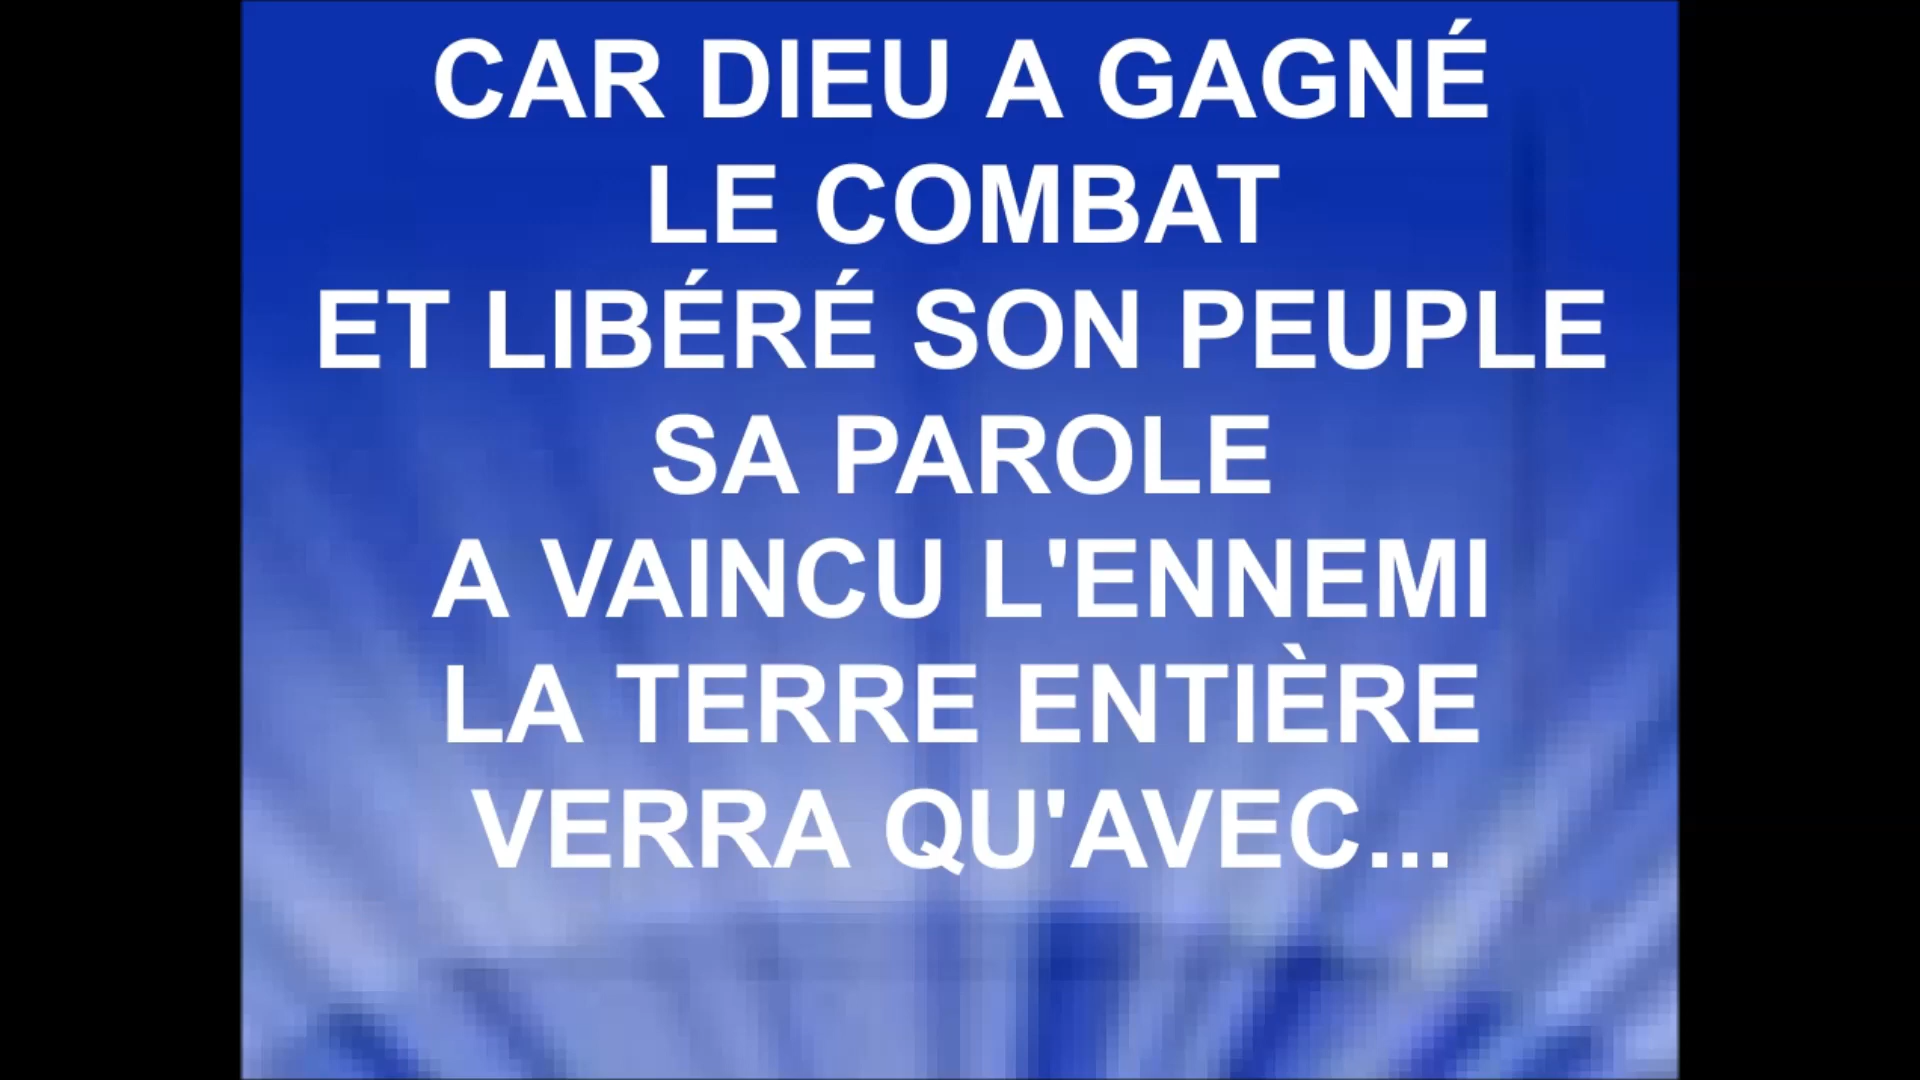 CAR DIEU A GAGNÉ
LE COMBAT
ET LIBÉRÉ SON PEUPLE
SA PAROLE
A VAINCU L'ENNEMI
LA TERRE ENTIÈRE
VERRA QU'AVEC...